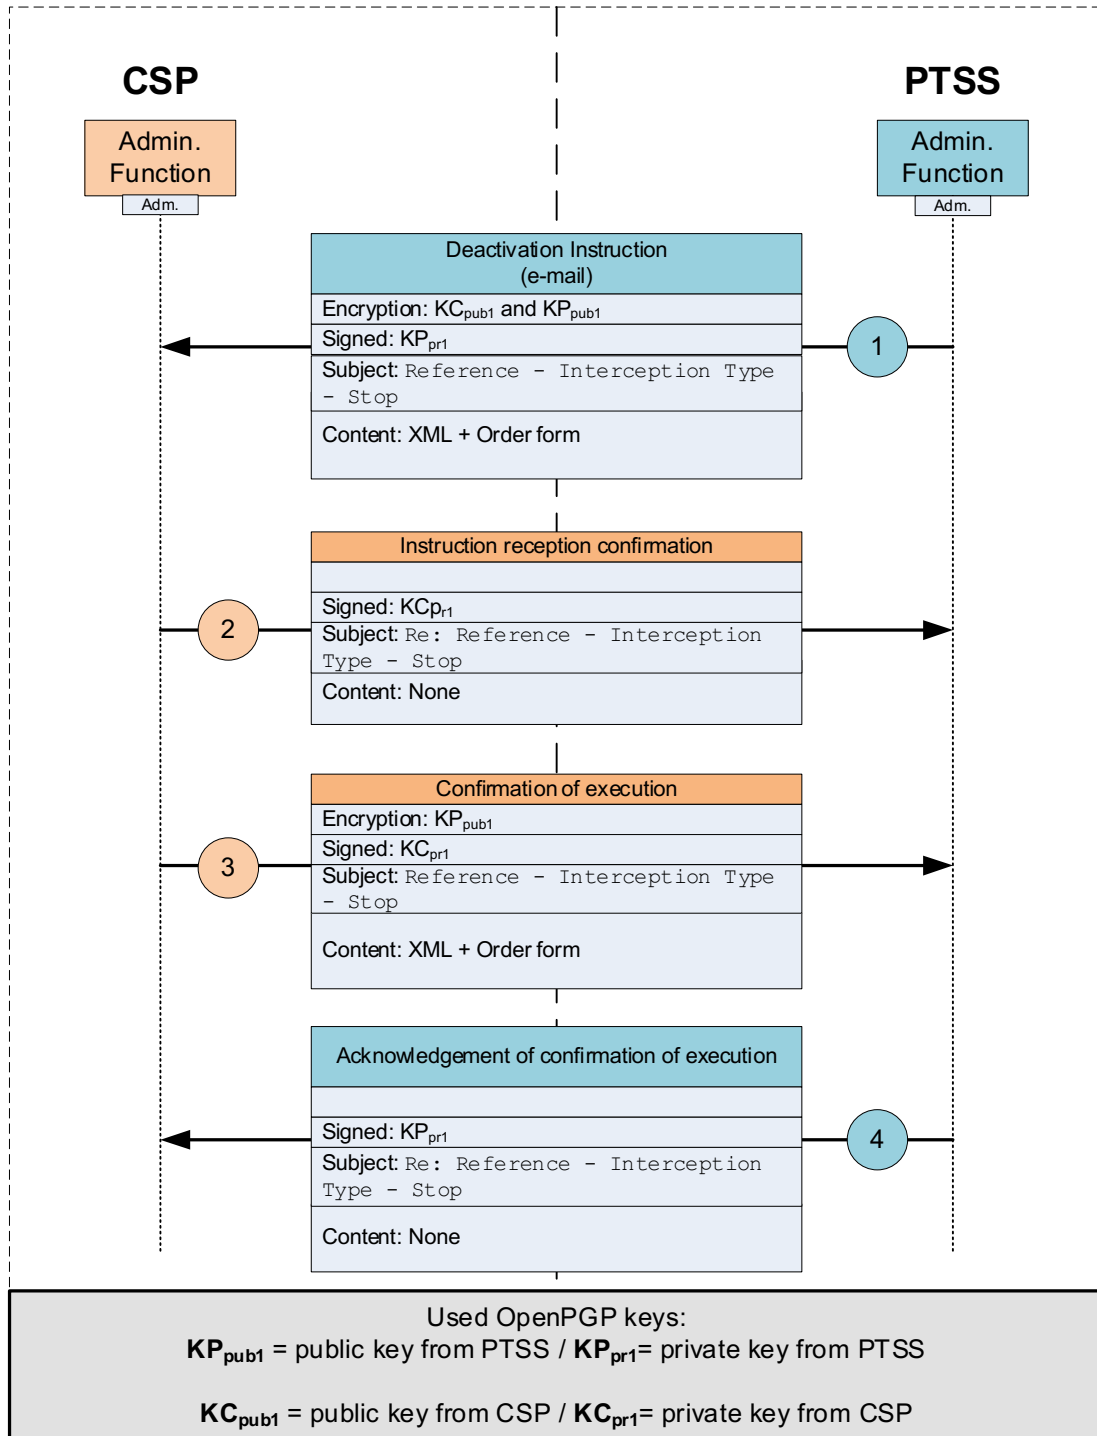 CSP
PTSS
Admin.
Function
Adm.
Admin.
Function
Adm.
Deactivation Instruction
(e-mail)
Encryption: KCpub1 and KPpub1
Signed: KPpr1
Subject: Reference - Interception Type
- Stop
Content: XML + Order form
1
Instruction reception confirmation
Signed: KCpr1
Subject: Re: Reference - Interception
Type - Stop
Content: None
2
Confirmation of execution
Encryption: KPpub1
Signed: KCpr1
Subject: Reference - Interception Type
- Stop
Content: XML + Order form
3
Acknowledgement of confirmation of execution
Signed: KPpr1
Subject: Re: Reference - Interception
Type - Stop
Content: None
4
Used OpenPGP keys:
KPpub1 = public key from PTSS / KPpr1= private key from PTSS
KCpub1 = public key from CSP / KCpr1= private key from CSP